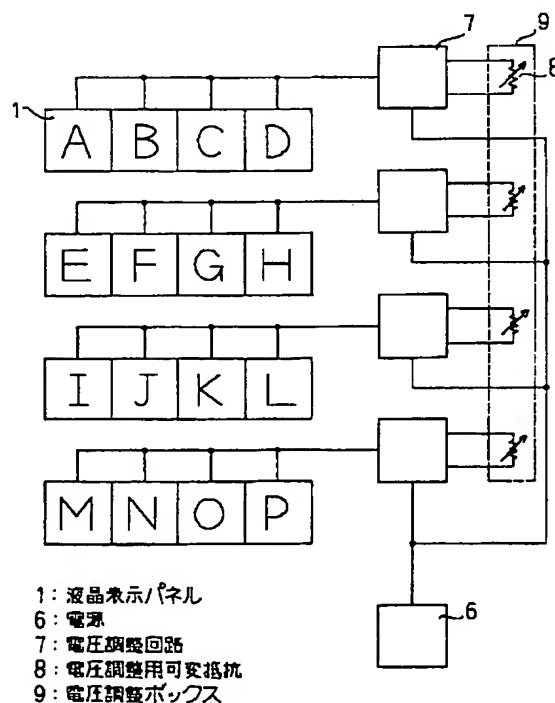 7
9
8
1
A B C D
E F G H
I J K L
M N O P
6
1：液晶表示パネル
6：電源
7：電圧調整回路
8：電圧調整用可変抵抗
9：電圧調整ボックス